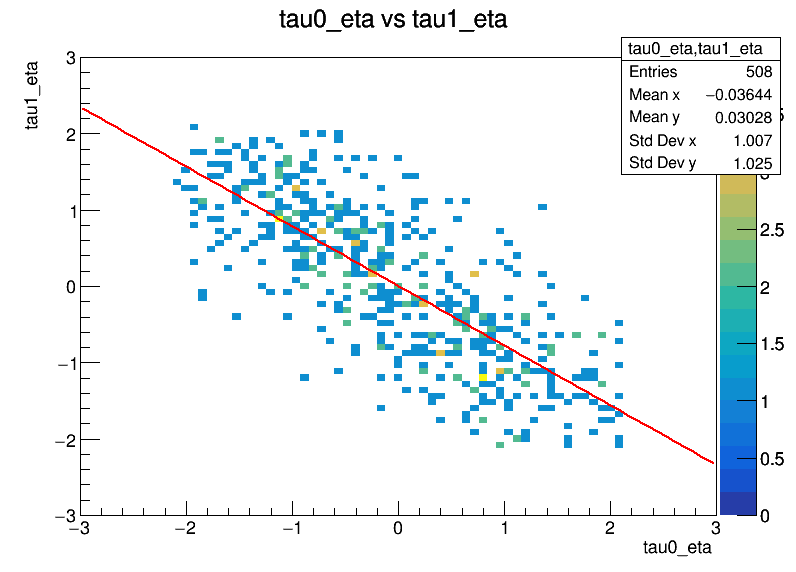 tau0_eta vs tau1_eta
tau0_eta,tau1_eta
Entries 508
Mean x −0.03644
Mean y 0.03028
Std Dev x 1.007
Std Dev y 1.025
tau1_eta
3
2
1
0
−1
−2
−3
−3 −2 −1 0 1 2 3
tau0_eta
2.5
2
1.5
1
0.5
0